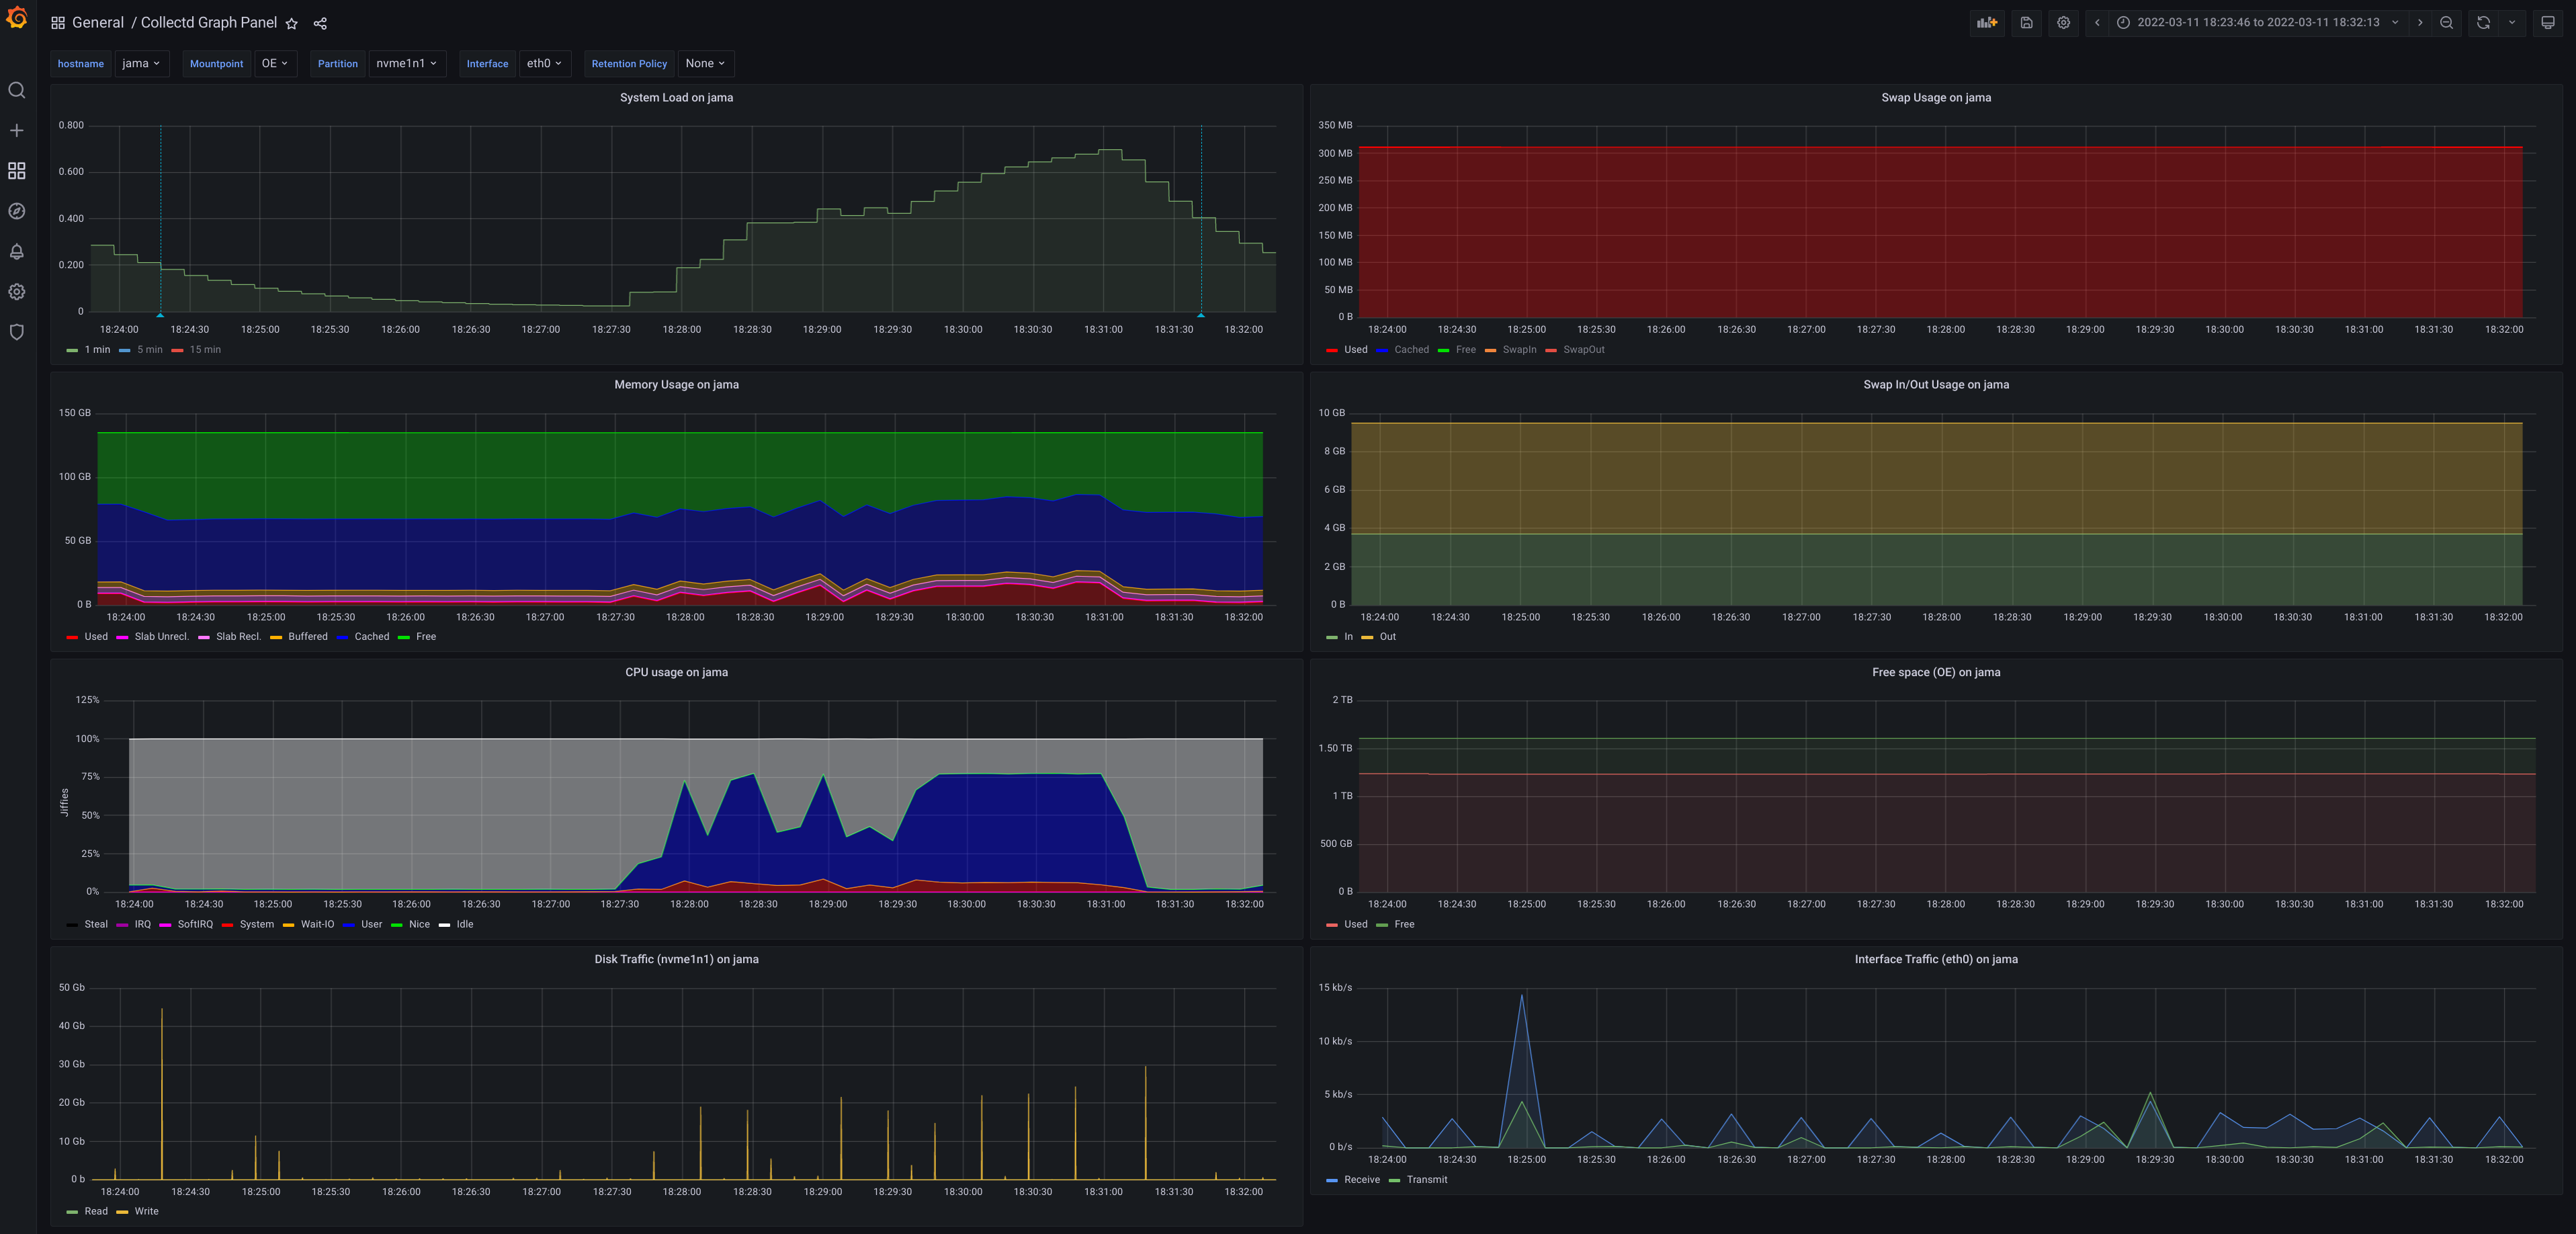 General / Collectd Graph Panel
2022-03-11 18:23:46 to 2022-03-11 18:32:13
hostname jama Mountpoint OE Partition nvme1n1 Interface eth0 Retention Policy None
System Load on jama
0.800
0.600
0.400
0.200
0
18:24:00 18:24:30 18:25:00 18:25:30 18:26:00 18:26:30 18:27:00 18:27:30 18:28:00 18:28:30 18:29:00 18:29:30 18:30:00 18:30:30 18:31:00 18:31:30 18:32:00
1 min 5 min 15 min
Swap Usage on jama
350 MB
300 MB
250 MB
200 MB
150 MB
100 MB
50 MB
0 B
18:24:00 18:24:30 18:25:00 18:25:30 18:26:00 18:26:30 18:27:00 18:27:30 18:28:00 18:28:30 18:29:00 18:29:30 18:30:00 18:30:30 18:31:00 18:31:30 18:32:00
Used Cached Free SwapIn SwapOut
Memory Usage on jama
150 GB
100 GB
50 GB
0 B
18:24:00 18:24:30 18:25:00 18:25:30 18:26:00 18:26:30 18:27:00 18:27:30 18:28:00 18:28:30 18:29:00 18:29:30 18:30:00 18:30:30 18:31:00 18:31:30 18:32:00
Used Slab Unrecl. Slab Recl. Buffered Cached Free
Swap In/Out Usage on jama
10 GB
8 GB
6 GB
4 GB
2 GB
0 B
18:24:00 18:24:30 18:25:00 18:25:30 18:26:00 18:26:30 18:27:00 18:27:30 18:28:00 18:28:30 18:29:00 18:29:30 18:30:00 18:30:30 18:31:00 18:31:30 18:32:00
In Out
CPU usage on jama
Jiffies
125%
100%
75%
50%
25%
0%
18:24:00 18:24:30 18:25:00 18:25:30 18:26:00 18:26:30 18:27:00 18:27:30 18:28:00 18:28:30 18:29:00 18:29:30 18:30:00 18:30:30 18:31:00 18:31:30 18:32:00
Steal IRQ SoftIRQ System Wait-IO User Nice Idle
Free space (OE) on jama
2 TB
1.50 TB
1 TB
500 GB
0 B
18:24:00 18:24:30 18:25:00 18:25:30 18:26:00 18:26:30 18:27:00 18:27:30 18:28:00 18:28:30 18:29:00 18:29:30 18:30:00 18:30:30 18:31:00 18:31:30 18:32:00
Used Free
Disk Traffic (nvme1n1) on jama
50 Gb
40 Gb
30 Gb
20 Gb
10 Gb
0 b
18:24:00 18:24:30 18:25:00 18:25:30 18:26:00 18:26:30 18:27:00 18:27:30 18:28:00 18:28:30 18:29:00 18:29:30 18:30:00 18:30:30 18:31:00 18:31:30 18:32:00
Read Write
Interface Traffic (eth0) on jama
15 kb/s
10 kb/s
5 kb/s
0 b/s
18:24:00 18:24:30 18:25:00 18:25:30 18:26:00 18:26:30 18:27:00 18:27:30 18:28:00 18:28:30 18:29:00 18:29:30 18:30:00 18:30:30 18:31:00 18:31:30 18:32:00
Receive Transmit